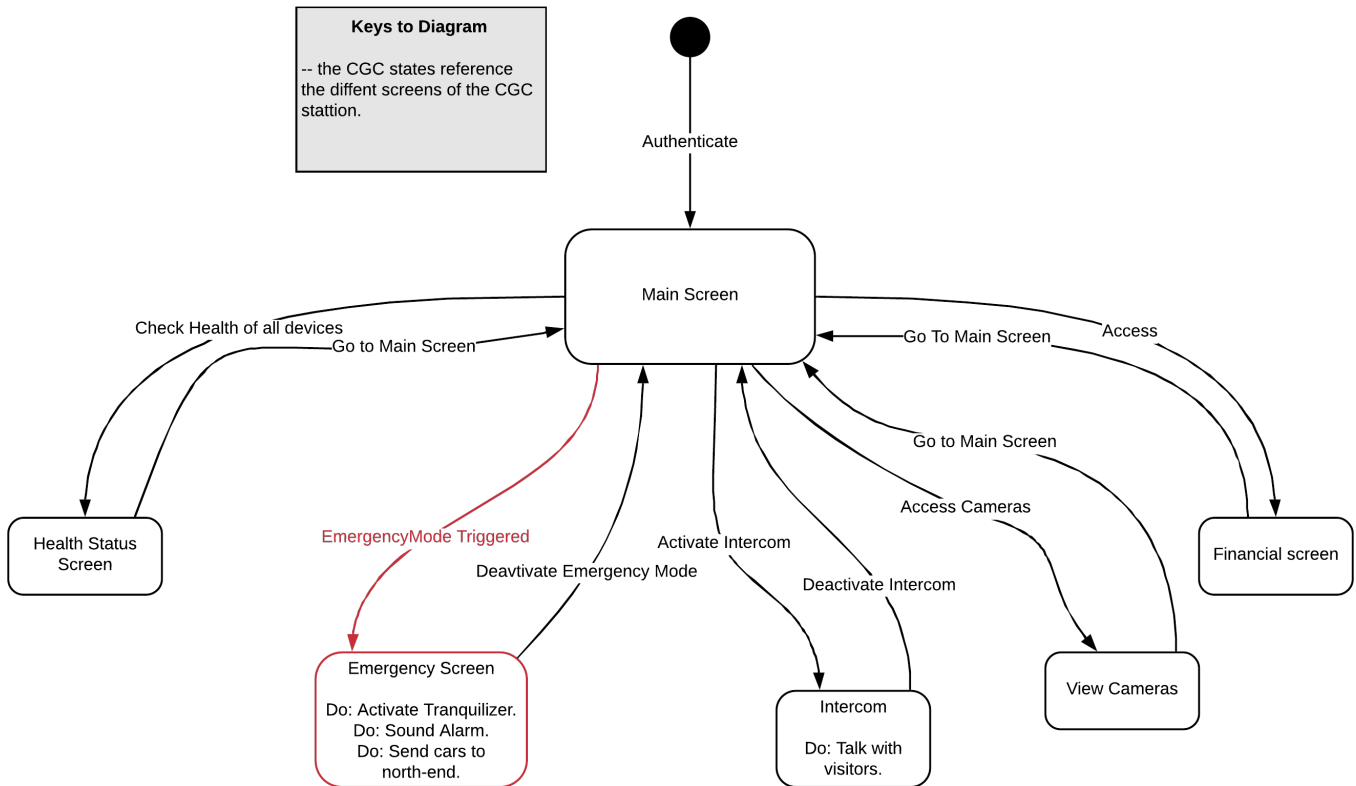 Keys to Diagram
-- the CGC states reference
the diffent screens of the CGC
stattion.
Authenticate
Main Screen
Check Health of all devices
Go to Main Screen
Go To Main Screen
Access
Go to Main Screen
Access Cameras
EmergencyMode Triggered
Activate Intercom
Deavtivate Emergency Mode
Deactivate Intercom
Health Status
Screen
Financial screen
Emergency Screen
Do: Activate Tranquilizer.
Do: Sound Alarm.
Do: Send cars to
north-end.
Intercom
Do: Talk with
visitors.
View Cameras